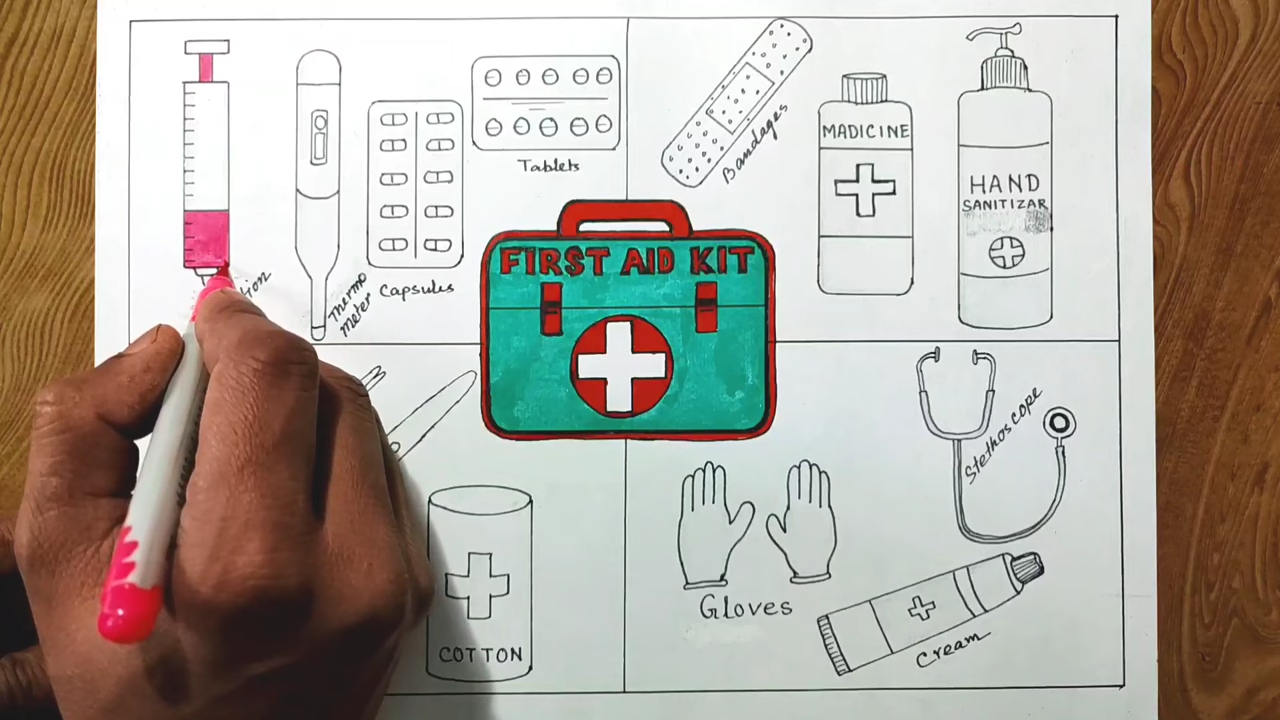 Tablets
Thermo
meter
Capsules
Bandages
MADICINE
HAND
SANITIZAR
FIRST AID KIT
Stethoscope
Gloves
Cream
COTTON